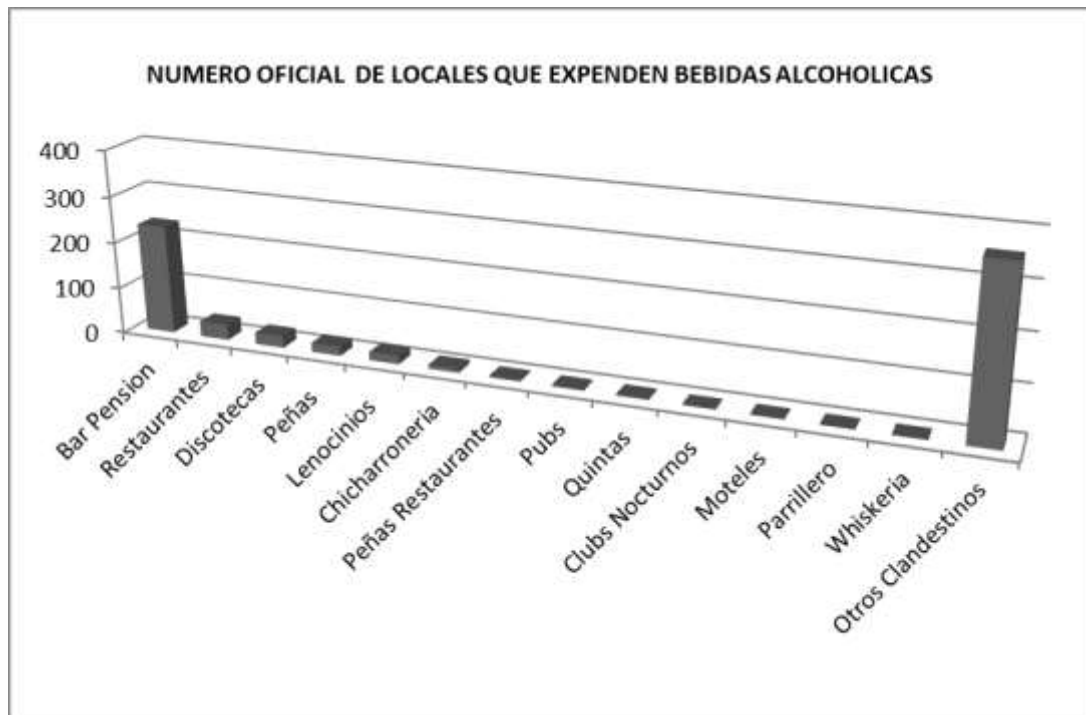 NUMERO OFICIAL DE LOCALES QUE EXPENDEN BEBIDAS ALCOHOLICAS
400
300
200
100
0
Bar Pension
Restaurantes
Discotecas
Peñas
Lenocinios
Chicharroneria
Peñas Restaurantes
Pubs
Quintas
Clubs Nocturnos
Moteles
Parrillero
Whiskeria
Otros Clandestinos